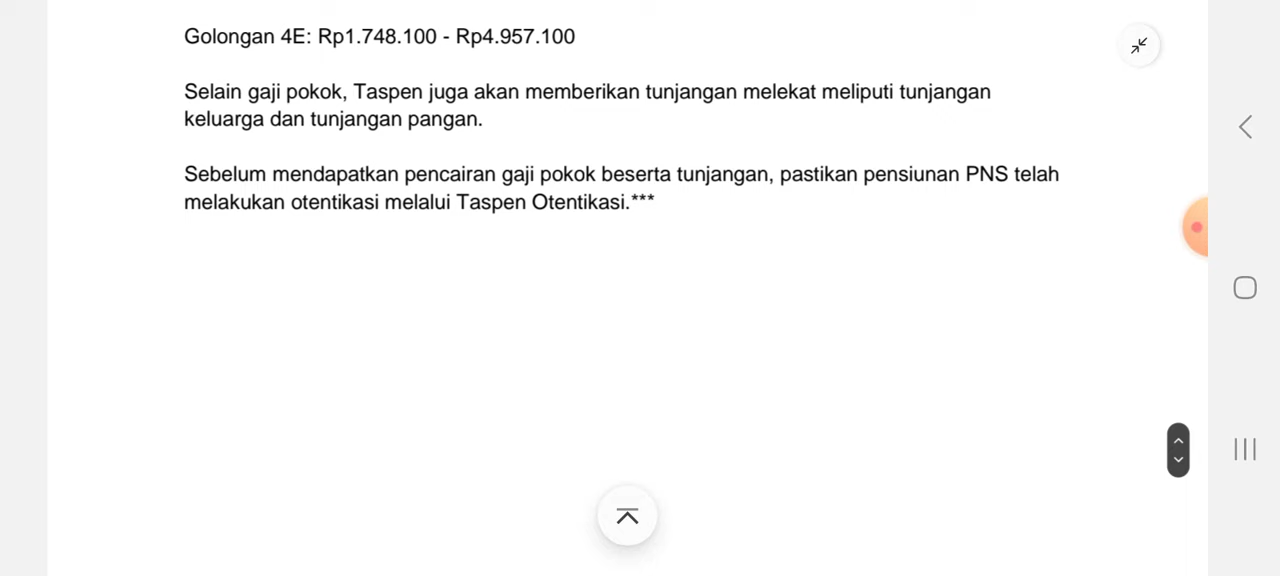 Golongan 4E: Rp1.748.100 - Rp4.957.100
Selain gaji pokok, Taspen juga akan memberikan tunjangan melekat meliputi tunjangan
keluarga dan tunjangan pangan.
Sebelum mendapatkan pencairan gaji pokok beserta tunjangan, pastikan pensiunan PNS telah
melakukan otentikasi melalui Taspen Otentikasi.***